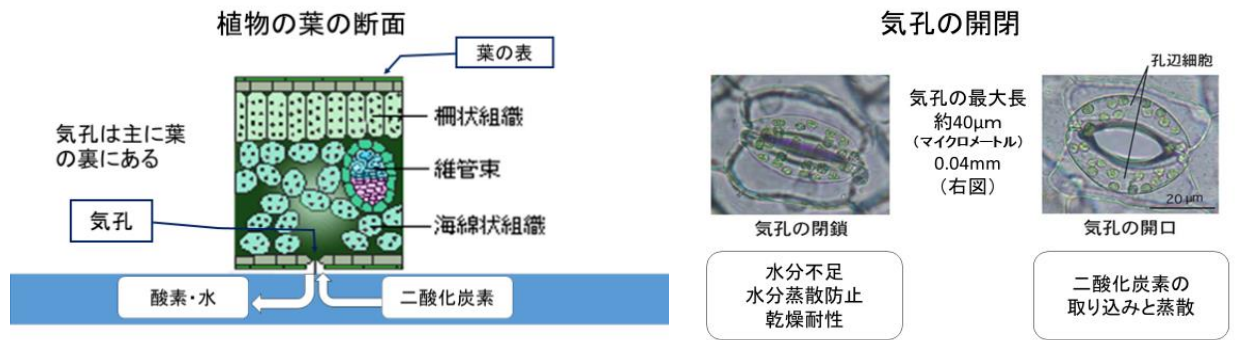 植物の葉の断面
葉の表
気孔は主に葉
の裏にある
柵状組織
維管束
気孔
海綿状組織
酸素・水
二酸化炭素
気孔の開閉
孔辺細胞
気孔の最大長
約40μm
(マイクロメートル)
0.04mm
(右図)
20 μm
気孔の閉鎖
気孔の開口
水分不足
水分蒸散防止
乾燥耐性
二酸化炭素の
取り込みと蒸散